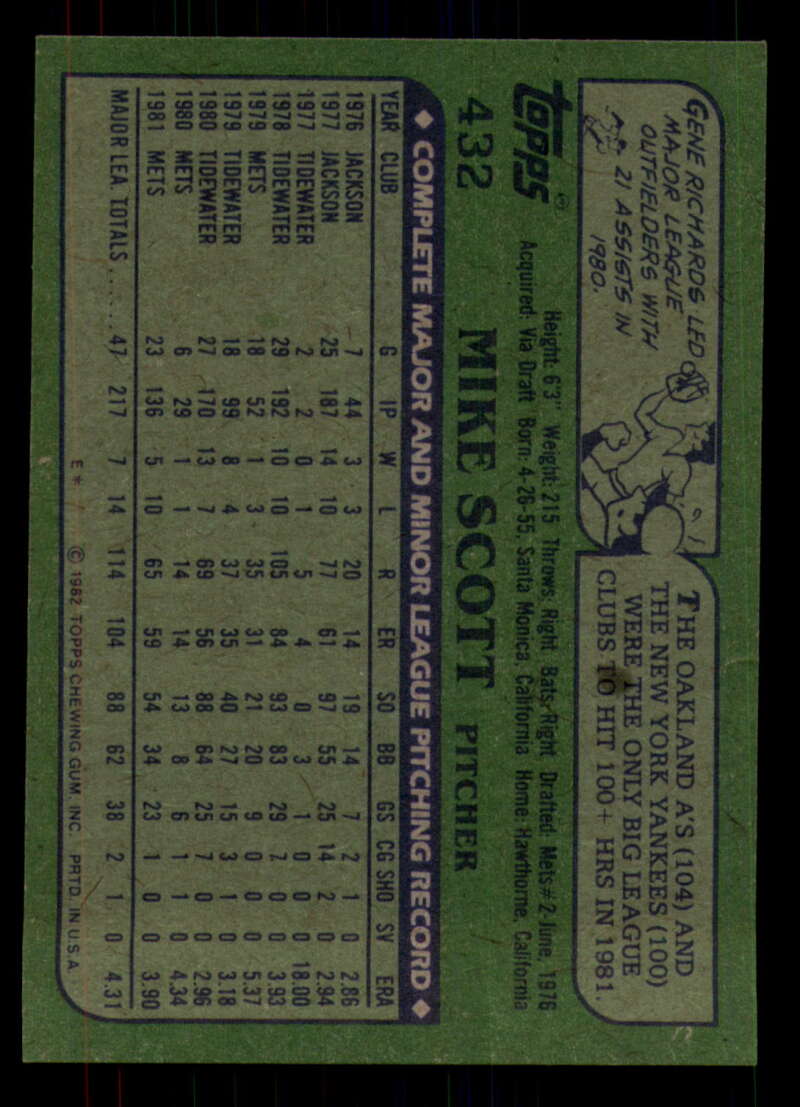 GENE RICHARDS LED
MAJOR LEAGUE
OUTFIELDERS WITH
21 ASSISTS IN
1980.
THE OAKLAND A'S (104) AND
THE NEW YORK YANKEES (100)
WERE THE ONLY BIG LEAGUE
CLUBS TO HIT 100+ HRS IN 1981.
TOPPS®
432 MIKE SCOTT PITCHER
Height: 6'3" Weight: 215 Throws: Right Bats: Right Drafted: Mets #2-June, 1976
Acquired: Via Draft Born: 4-26-55, Santa Monica, California Home: Hawthorne, California
◆ COMPLETE MAJOR AND MINOR LEAGUE PITCHING RECORD ◆
YEAR CLUB G IP W L R ER SO BB GS CG SHO SV ERA
1976 JACKSON 7 44 3 3 20 14 19 14 7 2 1 0 2.86
1977 JACKSON 25 187 14 10 77 61 97 55 25 14 2 0 2.94
1977 TIDEWATER 2 2 0 1 5 4 0 3 1 0 0 0 18.00
1978 TIDEWATER 29 192 10 10 105 84 93 83 29 7 0 0 3.93
1979 METS 18 52 1 3 35 31 21 20 9 0 0 0 5.37
1979 TIDEWATER 18 99 8 4 37 35 40 27 15 3 1 0 3.18
1980 TIDEWATER 27 170 13 7 69 56 88 64 25 7 0 0 2.96
1980 METS 6 29 1 1 14 14 13 8 6 1 1 0 4.34
1981 METS 23 136 5 10 65 59 54 34 23 1 0 0 3.90
MAJOR LEA. TOTALS...... 47 217 7 14 114 104 88 62 38 2 1 0 4.31
E* © 1982 TOPPS CHEWING GUM, INC. PRTD. IN U.S.A.